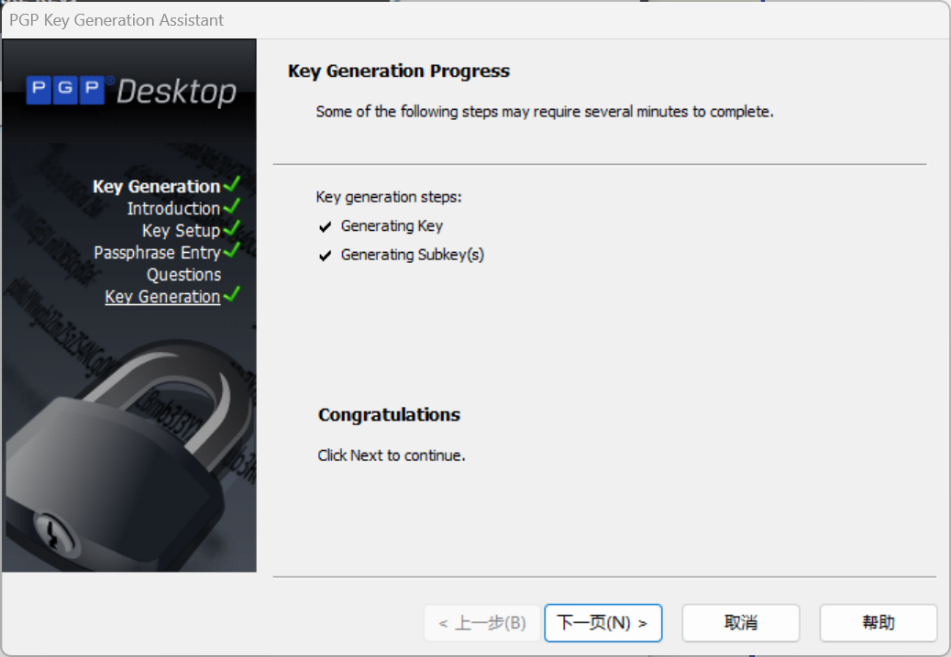 PGP Key Generation Assistant
PGP® Desktop
Key Generation
Introduction
Key Setup
Passphrase Entry
Questions
Key Generation
Key Generation Progress
Some of the following steps may require several minutes to complete.
Key generation steps:
Generating Key
Generating Subkey(s)
Congratulations
Click Next to continue.
< 上一步(B)
下一页(N) >
取消
帮助